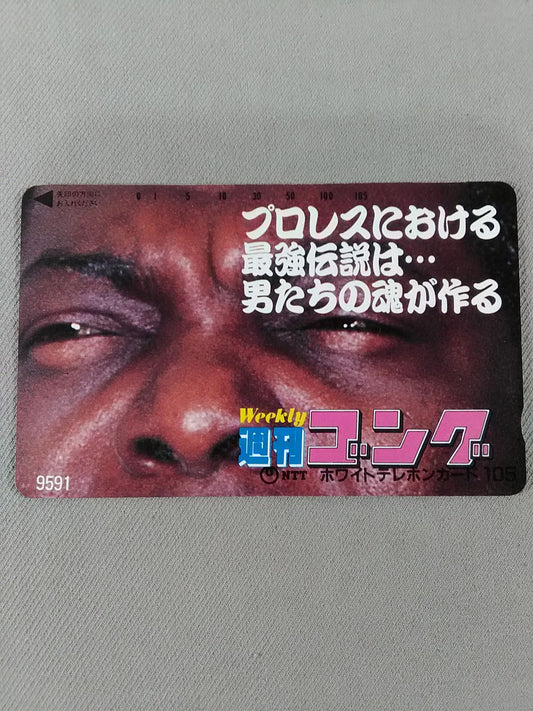 矢印の方向に
お入れください
0 1 5 10 30 50 100 105
プロレスにおける
最強伝説は…
男たちの魂が作る
Weekly
週刊ゴング
NTT ホワイトテレホンカード 105
9591